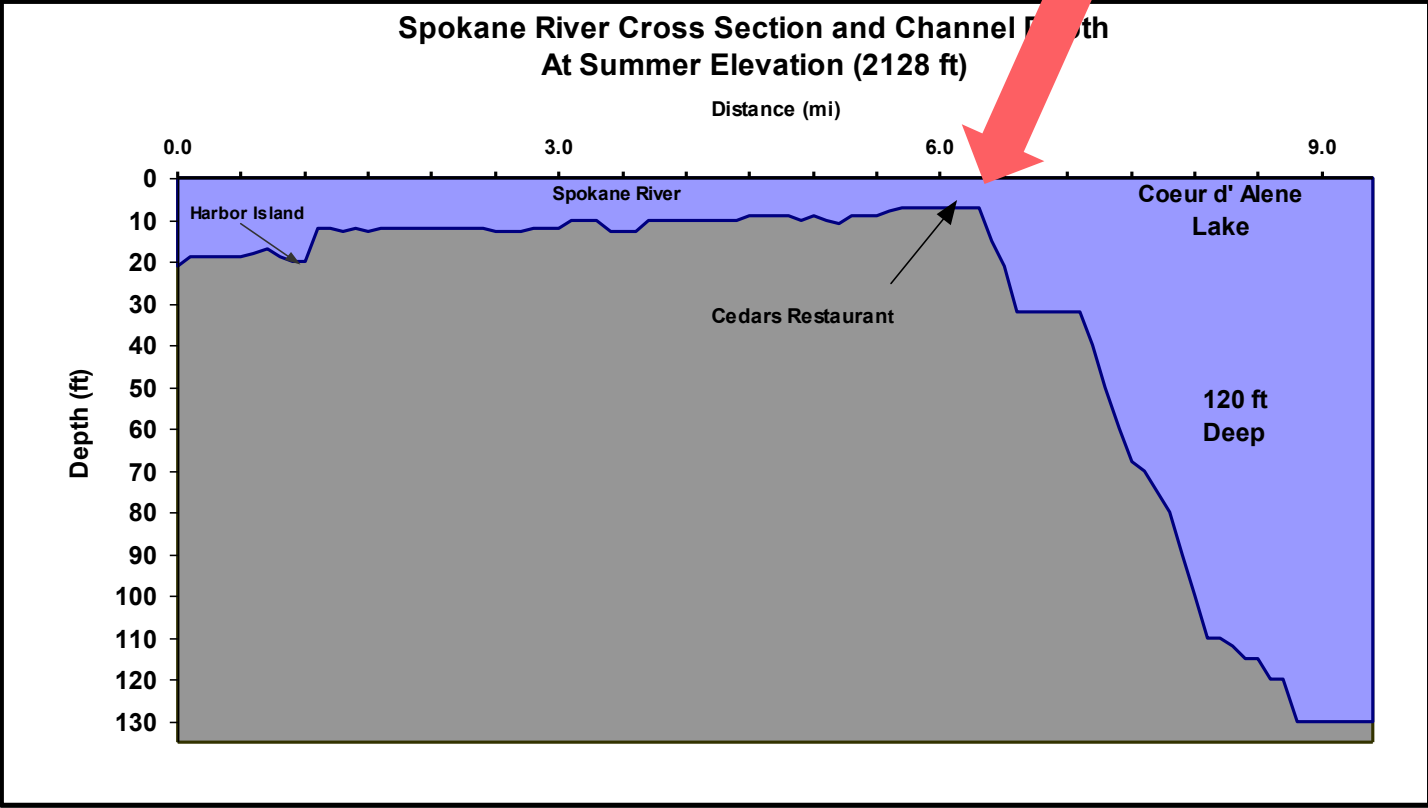 Spokane River Cross Section and Channel
At Summer Elevation (2128 ft)
Distance (mi)
0.0 3.0 6.0 9.0
0
10
20
30
40
50
60
70
80
90
100
110
120
130
Depth (ft)
Harbor Island
Spokane River
Cedars Restaurant
Coeur d' Alene
Lake
120 ft
Deep